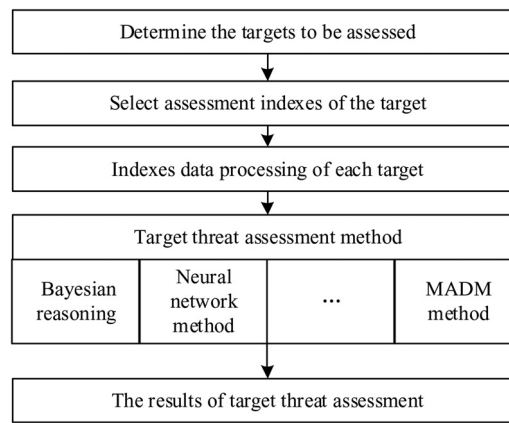 Determine the targets to be assessed
Select assessment indexes of the target
Indexes data processing of each target
Target threat assessment method
Bayesian
reasoning
Neural
network
method
...
MADM
method
The results of target threat assessment